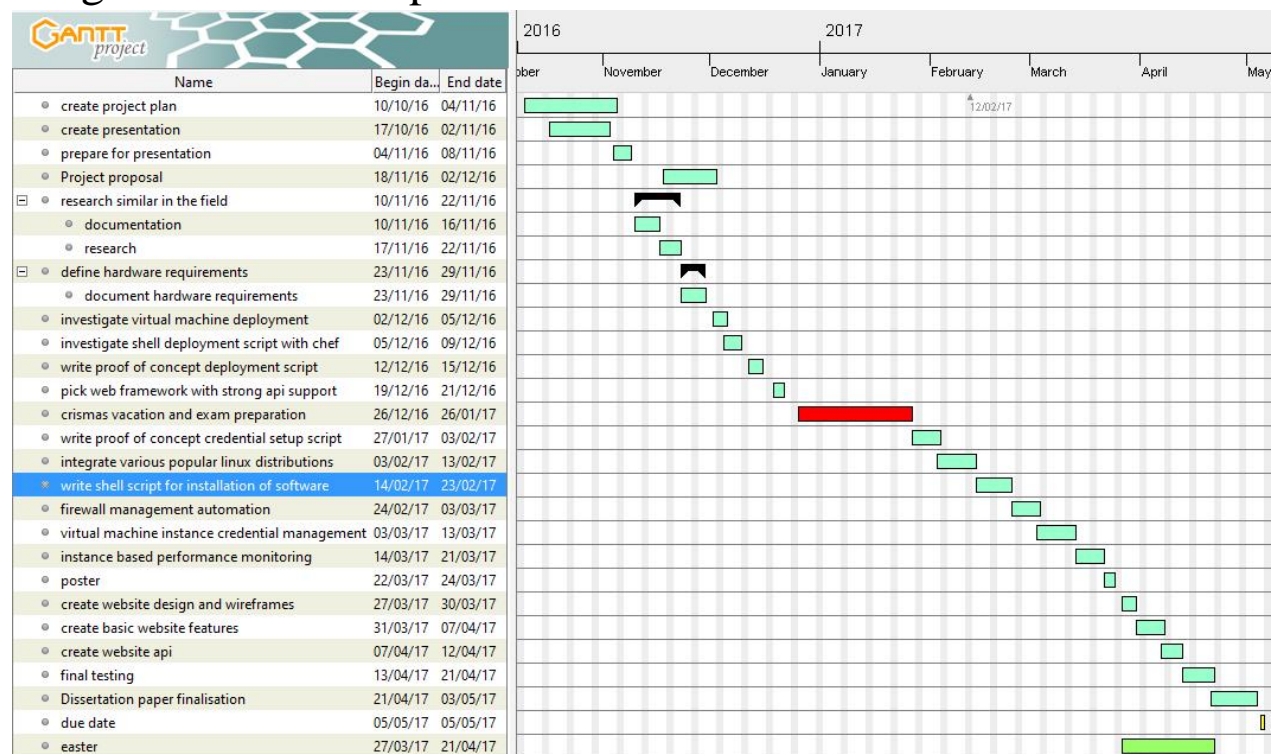 GANTT
project
2016 2017
ber November December January February March April May
Name Begin da... End date
12/02/17
create project plan 10/10/16 04/11/16
create presentation 17/10/16 02/11/16
prepare for presentation 04/11/16 08/11/16
Project proposal 18/11/16 02/12/16
research similar in the field 10/11/16 22/11/16
documentation 10/11/16 16/11/16
research 17/11/16 22/11/16
define hardware requirements 23/11/16 29/11/16
document hardware requirements 23/11/16 29/11/16
investigate virtual machine deployment 02/12/16 05/12/16
investigate shell deployment script with chef 05/12/16 09/12/16
write proof of concept deployment script 12/12/16 15/12/16
pick web framework with strong api support 19/12/16 21/12/16
crismas vacation and exam preparation 26/12/16 26/01/17
write proof of concept credential setup script 27/01/17 03/02/17
integrate various popular linux distributions 03/02/17 13/02/17
write shell script for installation of software 14/02/17 23/02/17
firewall management automation 24/02/17 03/03/17
virtual machine instance credential management 03/03/17 13/03/17
instance based performance monitoring 14/03/17 21/03/17
poster 22/03/17 24/03/17
create website design and wireframes 27/03/17 30/03/17
create basic website features 31/03/17 07/04/17
create website api 07/04/17 12/04/17
final testing 13/04/17 21/04/17
Dissertation paper finalisation 21/04/17 03/05/17
due date 05/05/17 05/05/17
easter 27/03/17 21/04/17